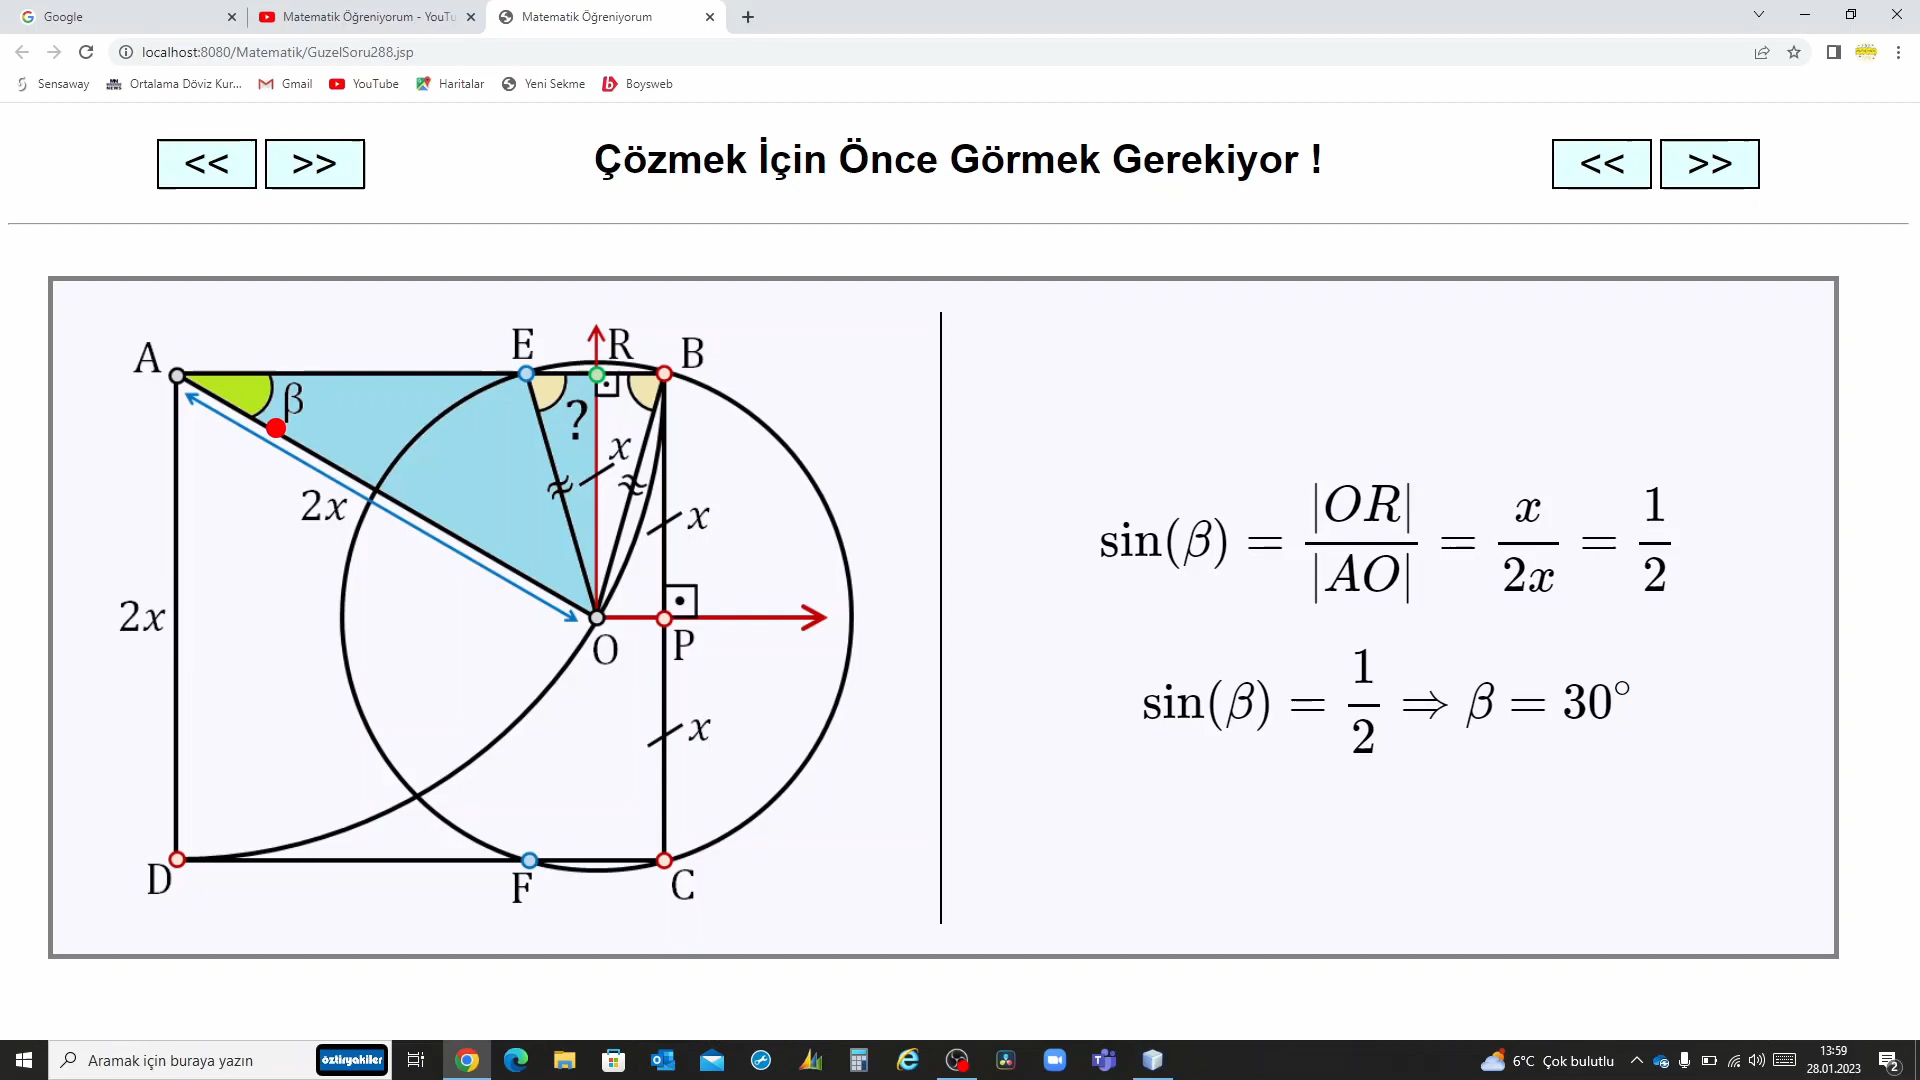 Google
Matematik Öğreniyorum - YouTu
Matematik Öğreniyorum
localhost:8080/Matematik/GuzelSoru288.jsp
Sensaway
Ortalama Döviz Kur...
Gmail
YouTube
Haritalar
Yeni Sekme
Boysweb
<< >>
Çözmek İçin Önce Görmek Gerekiyor !
<< >>
A
E
R
B
β
?
x
2x
x
2x
O
P
x
D
F
C
sin(β) = |OR| / |AO| = x / 2x = 1 / 2
sin(β) = 1 / 2 ⇒ β = 30°
Aramak için buraya yazın
öztiryakiler
6°C Çok bulutlu
13:59
28.01.2023
2